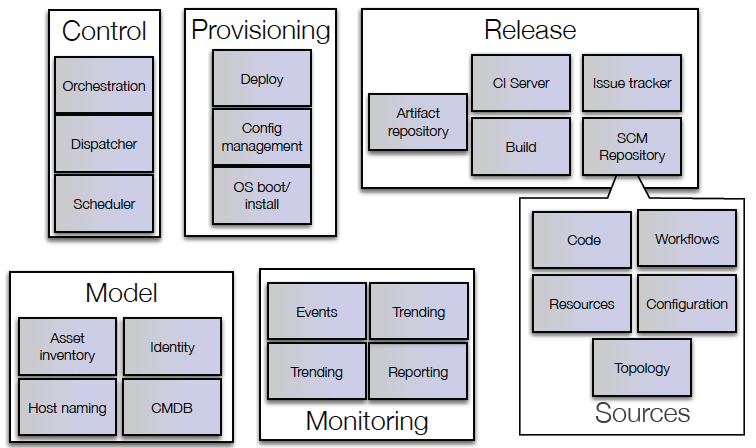 Control
Orchestration
Dispatcher
Scheduler
Provisioning
Deploy
Config
management
OS boot/
install
Release
Artifact
repository
CI Server
Build
Issue tracker
SCM
Repository
Code
Workflows
Resources
Configuration
Topology
Sources
Model
Asset
inventory
Identity
Host naming
CMDB
Events
Trending
Trending
Reporting
Monitoring